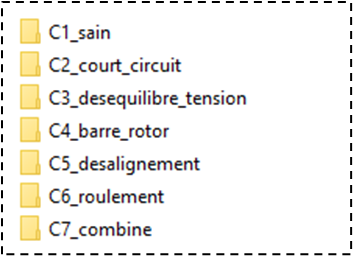 C1_sain
C2_court_circuit
C3_desequilibre_tension
C4_barre_rotor
C5_desalignement
C6_roulement
C7_combine